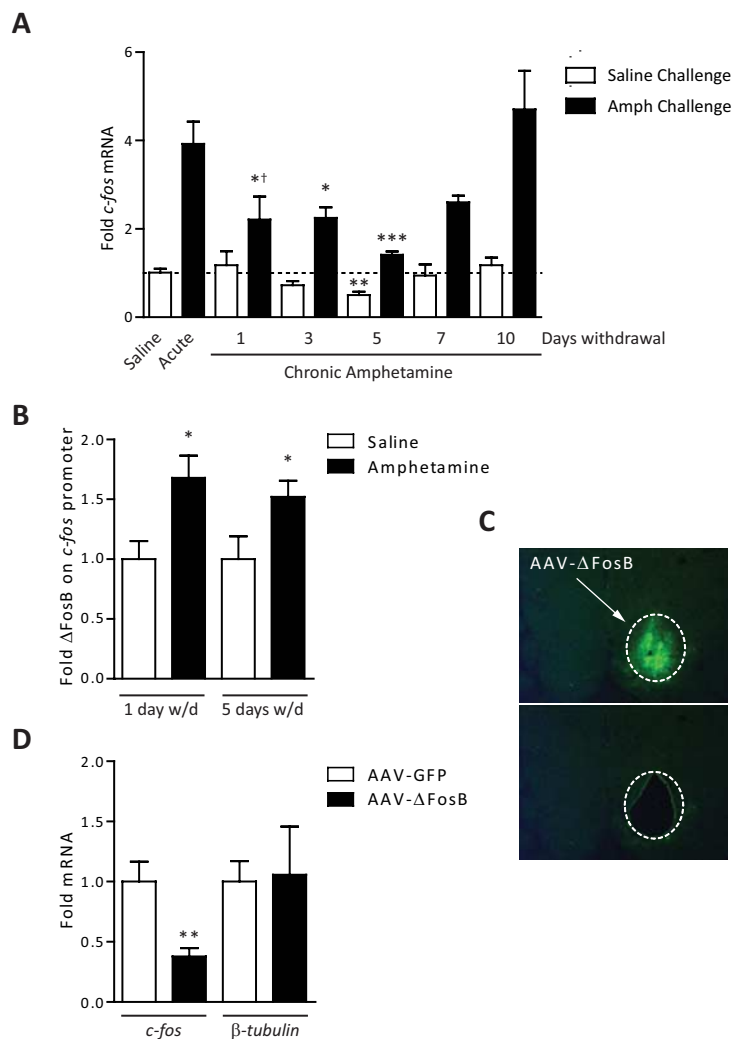 A
Fold c-fos mRNA
6
4
2
0
*†
*
***
**
Saline Challenge
Amph Challenge
Saline
Acute
1 3 5 7 10 Days withdrawal
Chronic Amphetamine
B
Fold ΔFosB on c-fos promoter
2.0
1.5
1.0
0.5
0.0
*
*
Saline
Amphetamine
1 day w/d 5 days w/d
C
AAV-ΔFosB
D
Fold mRNA
2.0
1.5
1.0
0.5
0.0
**
AAV-GFP
AAV-ΔFosB
c-fos β-tubulin